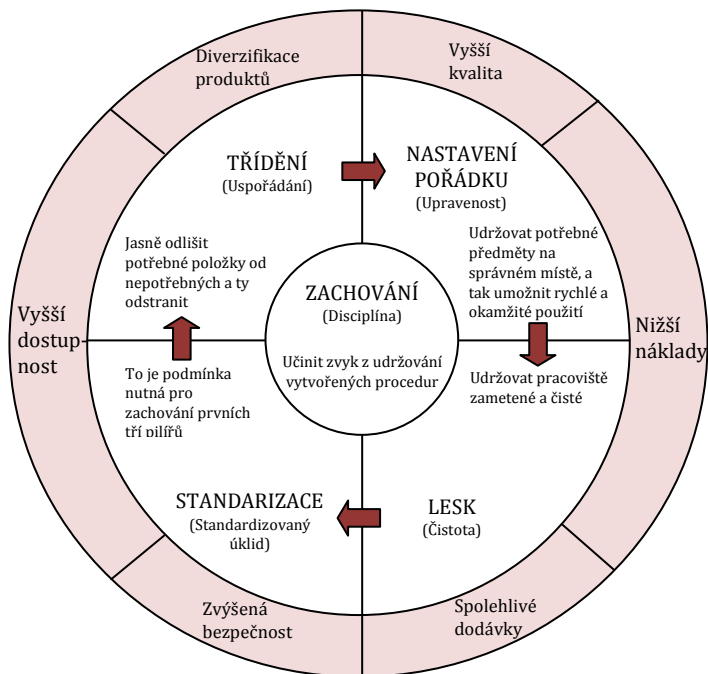 Diverzifikace
produktů
Vyšší
kvalita
TŘÍDĚNÍ
(Uspořádání)
NASTAVENÍ
POŘÁDKU
(Upravenost)
Jasně odlišit
potřebné položky od
nepotřebných a ty
odstranit
Udržovat potřebné
předměty na
správném místě, a
tak umožnit rychlé a
okamžité použití
ZACHOVÁNÍ
(Disciplína)
Učinit zvyk z udržování
vytvořených procedur
Vyšší
dostup-
nost
Nižší
náklady
To je podmínka
nutná pro
zachování prvních
tří pilířů
Udržovat pracoviště
zametené a čisté
STANDARIZACE
(Standardizovaný
úklid)
LESK
(Čistota)
Zvýšená
bezpečnost
Spolehlivé
dodávky